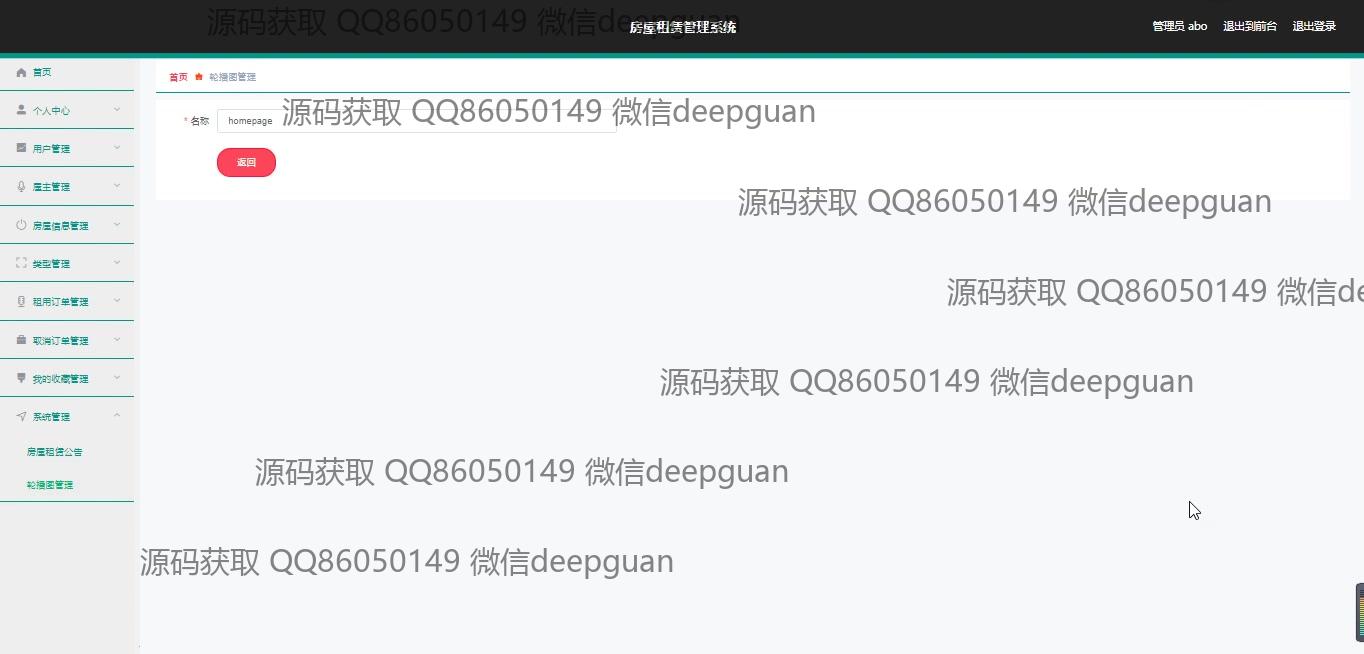 源码获取 QQ86050149 微信deepguan
房屋租赁管理系统
管理员 abo 退出到前台 退出登录
首页
个人中心
用户管理
雇主管理
房屋信息管理
类型管理
租用订单管理
取消订单管理
我的收藏管理
系统管理
房屋租赁公告
轮播图管理
首页 轮播图管理
* 名称 homepage
返回
源码获取 QQ86050149 微信deepguan
源码获取 QQ86050149 微信deepguan
源码获取 QQ86050149 微信de
源码获取 QQ86050149 微信deepguan
源码获取 QQ86050149 微信deepguan
源码获取 QQ86050149 微信deepguan